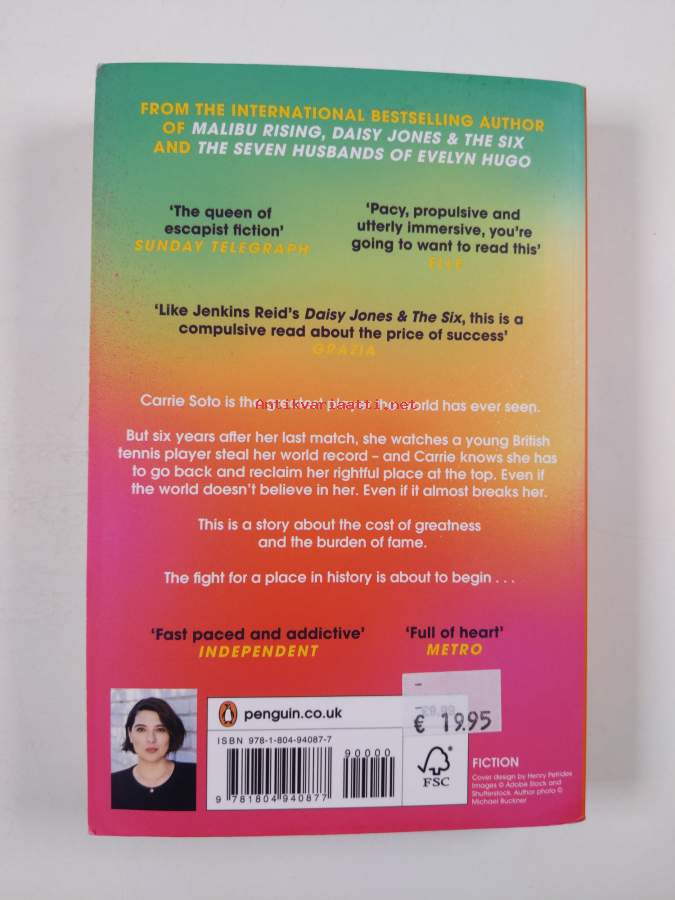 FROM THE INTERNATIONAL BESTSELLING AUTHOR
OF MALIBU RISING, DAISY JONES & THE SIX
AND THE SEVEN HUSBANDS OF EVELYN HUGO
'The queen of
escapist fiction'
SUNDAY TELEGRAPH
'Pacy, propulsive and
utterly immersive, you're
going to want to read this'
ELLE
'Like Jenkins Reid's Daisy Jones & The Six, this is a
compulsive read about the price of success'
GRAZIA
Carrie Soto is the greatest player the world has ever seen.
Antikvariaatti.net
But six years after her last match, she watches a young British
tennis player steal her world record – and Carrie knows she has
to go back and reclaim her rightful place at the top. Even if
the world doesn't believe in her. Even if it almost breaks her.
This is a story about the cost of greatness
and the burden of fame.
The fight for a place in history is about to begin . . .
'Fast paced and addictive'
INDEPENDENT
'Full of heart'
METRO
penguin.co.uk
€ 19.95
ISBN 978-1-804-94087-7
90000
9 781804 940877
FSC
FICTION
Cover design by Henry Petrides
Images © Adobe Stock and
Shutterstock. Author photo ©
Michael Buckner